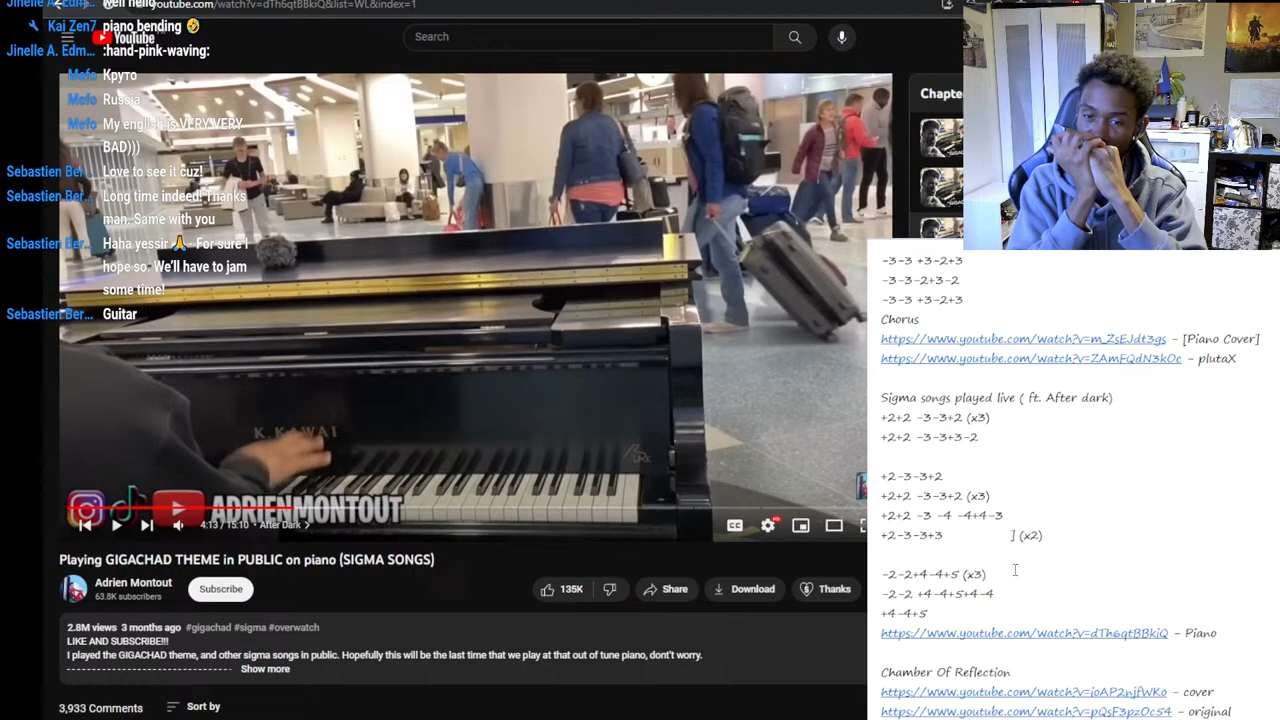 Jinelle A. Edm... well hello
youtube.com/watch?v=dTh6qtBBkiQ&list=WL&index=1
Kai Zen7 piano bending 🤣
YouTube
Search
Jinelle A. Edm... :hand-pink-waving:
Mefo Круто
Mefo Russia
Mefo My english is VERY VERY
BAD)))
Sebastien Ber... Love to see it cuz!
Sebastien Ber... Long time indeed! Thanks
man. Same with you
Sebastien Ber... Haha yessir 🙏 - For sure i
hope so. We'll have to jam
some time!
Sebastien Ber... Guitar
Chapte
K.KAWAI
ADRIENMONTOUT
4:13 / 15:10 • After Dark >
Playing GIGACHAD THEME in PUBLIC on piano (SIGMA SONGS)
Adrien Montout
63.8K subscribers
Subscribe
135K
Share
Download
Thanks
2.8M views 3 months ago #gigachad #sigma #overwatch
LIKE AND SUBSCRIBE!!!
I played the GIGACHAD theme, and other sigma songs in public. Hopefully this will be the last time that we play at that out of tune piano, dont't worry.
Show more
3,933 Comments
Sort by
-3-3 +3-2+3
-3-3-2+3-2
-3-3 +3-2+3
Chorus
https://www.youtube.com/watch?v=m_ZsEJdt3gs - [Piano Cover]
https://www.youtube.com/watch?v=ZAmFQdN3kOc - plutaX
Sigma songs played live ( ft. After dark)
+2+2 -3-3+2 (x3)
+2+2 -3-3+3-2
+2-3-3+2
+2+2 -3-3+2 (x3)
+2+2 -3 -4 -4+4-3
+2-3-3+3 ] (x2)
-2-2+4-4+5 (x3)
-2-2 +4-4+5+4-4
+4-4+5
https://www.youtube.com/watch?v=dTh6qtBBkiQ - Piano
Chamber Of Reflection
https://www.youtube.com/watch?v=ioAP2njfWKo - cover
https://www.youtube.com/watch?v=pQsF3pzOc54 - original